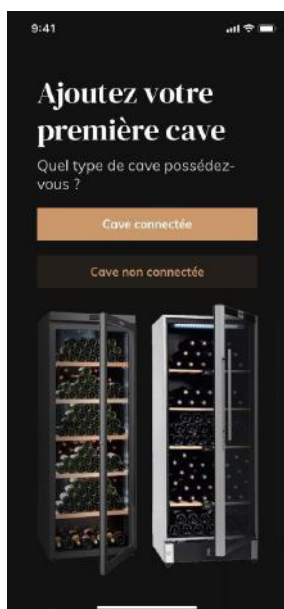 9:41
Ajoutez votre
première cave
Quel type de cave possédez-
vous ?
Cave connectée
Cave non connectée